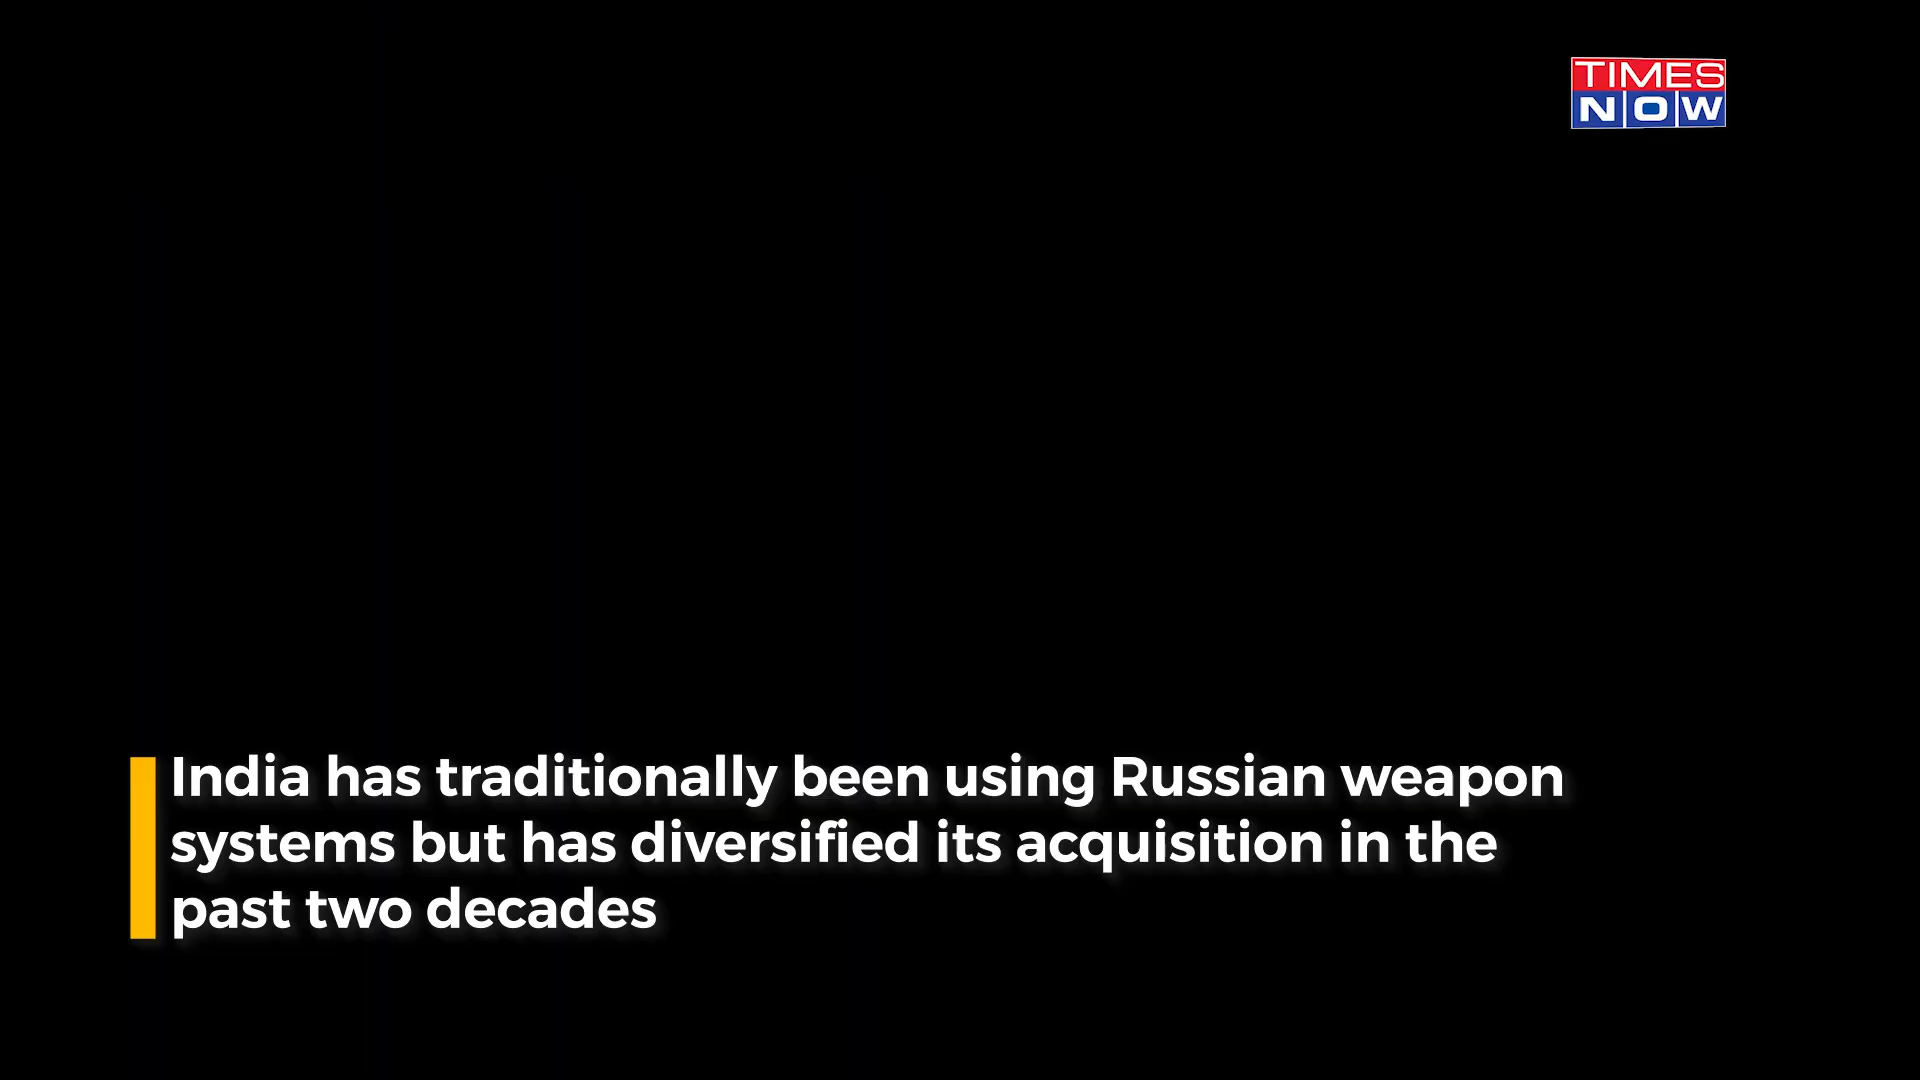 TIMES
NOW
India has traditionally been using Russian weapon
systems but has diversified its acquisition in the
past two decades